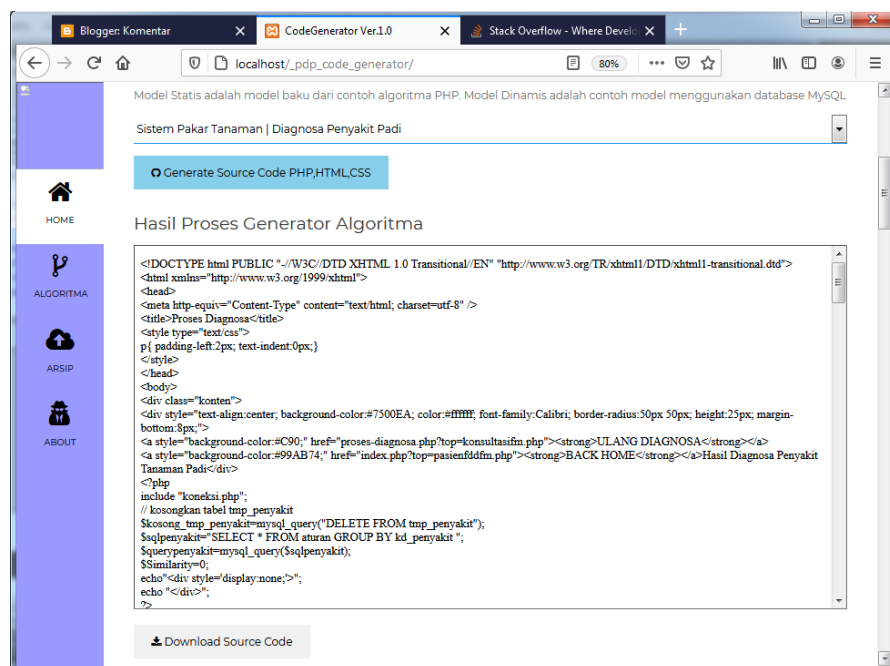 Blogger: Komentar
CodeGenerator Ver.1.0
Stack Overflow - Where Develo
localhost/_pdp_code_generator/
80%
Model Statis adalah model baku dari contoh algoritma PHP. Model Dinamis adalah contoh model menggunakan database MySQL
Sistem Pakar Tanaman | Diagnosa Penyakit Padi
Generate Source Code PHP,HTML,CSS
HOME
ALGORITMA
ARSIP
ABOUT
Hasil Proses Generator Algoritma
<!DOCTYPE html PUBLIC "-//W3C//DTD XHTML 1.0 Transitional//EN" "http://www.w3.org/TR/xhtml1/DTD/xhtml1-transitional.dtd">
<html xmlns="http://www.w3.org/1999/xhtml">
<head>
<meta http-equiv="Content-Type" content="text/html; charset=utf-8" />
<title>Proses Diagnosa</title>
<style type="text/css">
p{ padding-left:2px; text-indent:0px;}
</style>
</head>
<body>
<div class="konten">
<div style="text-align:center; background-color:#7500EA; color:#ffffff; font-family:Calibri; border-radius:50px 50px; height:25px; margin-
bottom:8px;">
<a style="background-color:#C90;" href="proses-diagnosa.php?top=konsultasifm.php"><strong>ULANG DIAGNOSA</strong></a>
<a style="background-color:#99AB74;" href="index.php?top=pasienfddfm.php"><strong>BACK HOME</strong></a>Hasil Diagnosa Penyakit
Tanaman Padi</div>
<?php
include "koneksi.php";
// kosongkan tabel tmp_penyakit
$kosong_tmp_penyakit=mysql_query("DELETE FROM tmp_penyakit");
$sqlpenyakit="SELECT * FROM aturan GROUP BY kd_penyakit ";
$querypenyakit=mysql_query($sqlpenyakit);
$Similarity=0;
echo"<div style='display:none;'>";
echo "</div>";
?>
Download Source Code